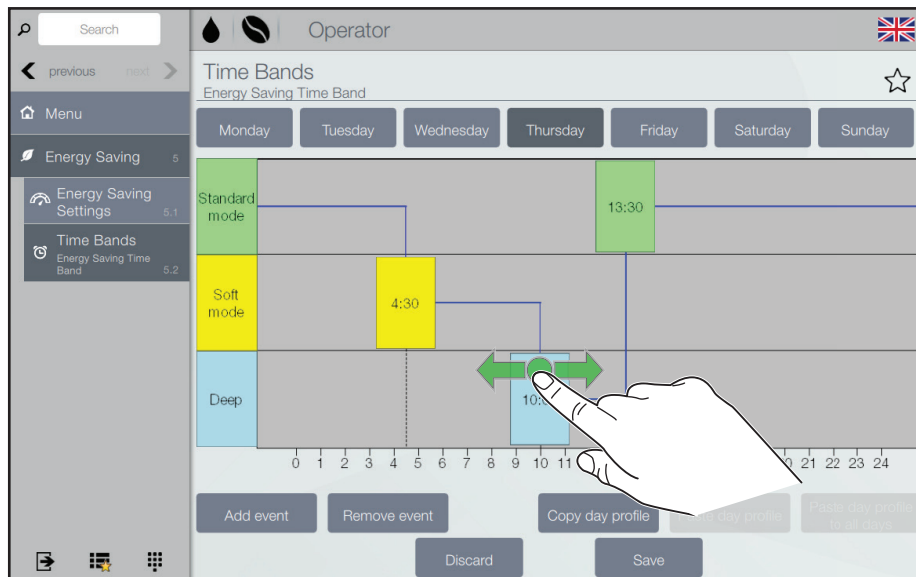 Search
Operator
previous next
Time Bands
Energy Saving Time Band
Menu
Monday Tuesday Wednesday Thursday Friday Saturday Sunday
Energy Saving 5
Energy Saving
Settings 5.1
Time Bands
Energy Saving Time
Band 5.2
Standard
mode
13:30
Soft
mode
4:30
Deep
10:
0 1 2 3 4 5 6 7 8 9 10 11 21 22 23 24
Add event Remove event Copy day profile day profile Paste day profile
to all days
Discard Save